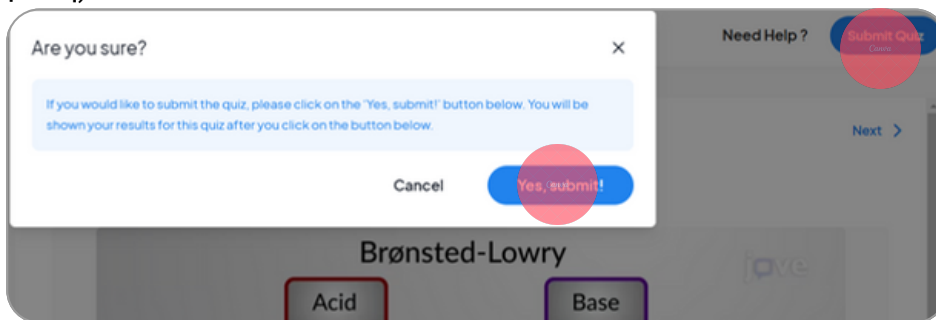 Are you sure?
Need Help ?
Submit Quiz
If you would like to submit the quiz, please click on the 'Yes, submit!' button below. You will be
shown your results for this quiz after you click on the button below.
Next
Cancel
Yes, submit!
Brønsted-Lowry
jove
Acid
Base